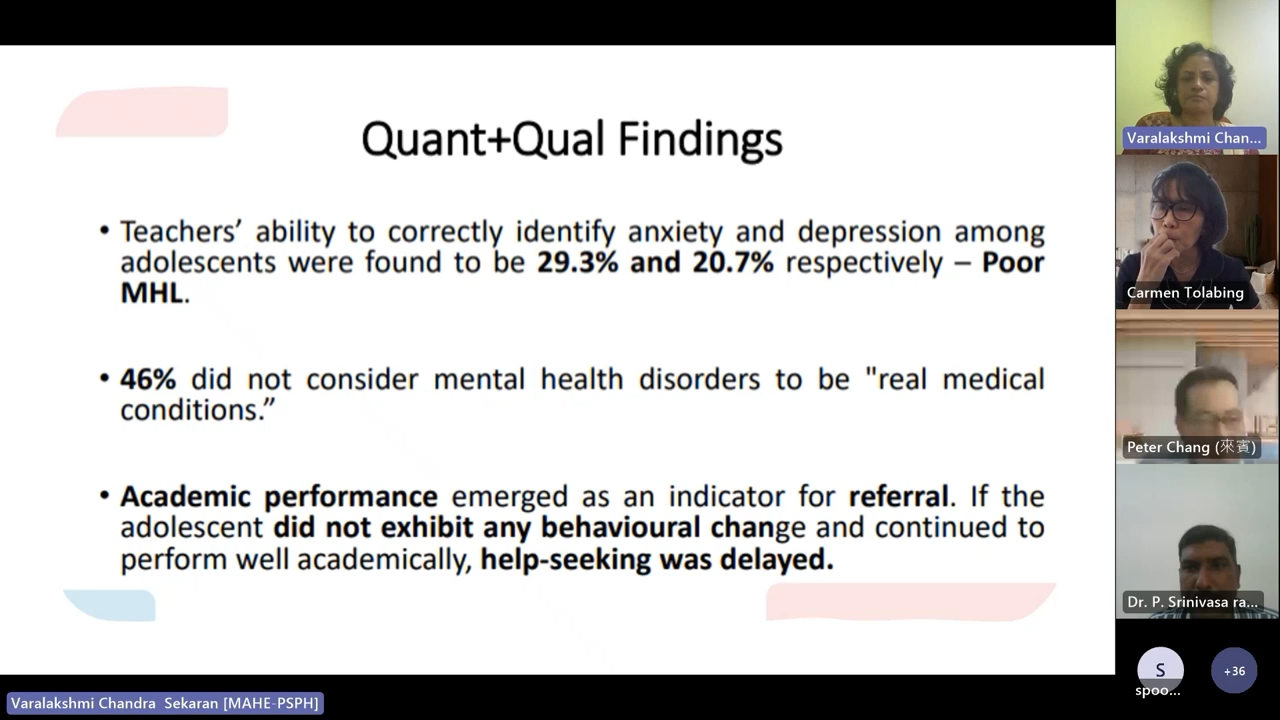 Quant+Qual Findings
• Teachers’ ability to correctly identify anxiety and depression among
adolescents were found to be 29.3% and 20.7% respectively – Poor
MHL.
• 46% did not consider mental health disorders to be "real medical
conditions.”
• Academic performance emerged as an indicator for referral. If the
adolescent did not exhibit any behavioural change and continued to
perform well academically, help-seeking was delayed.
Varalakshmi Chan...
Carmen Tolabing
Peter Chang (來賓)
Dr. P. Srinivasa ra...
S
spoo...
+36
Varalakshmi Chandra Sekaran [MAHE-PSPH]